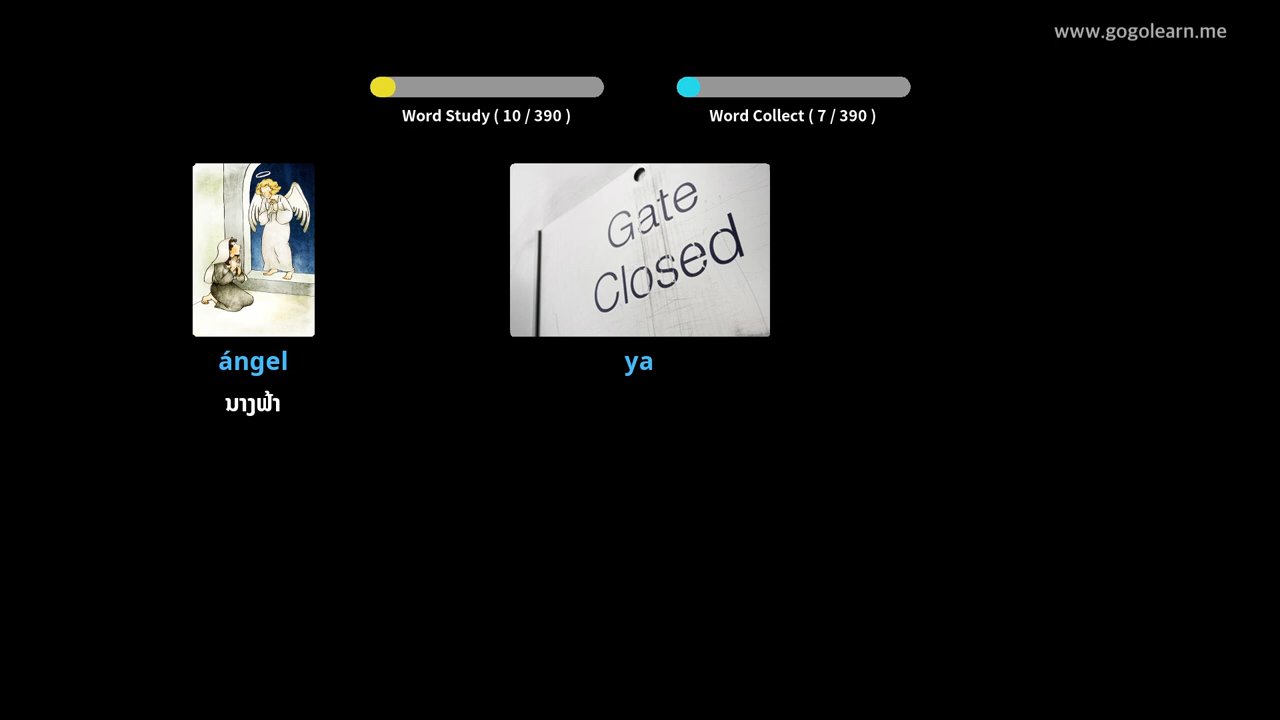 www.gogolearn.me
Word Study ( 10 / 390 )
Word Collect ( 7 / 390 )
Gate
Closed
ángel
ya
ນາງຟ້າ